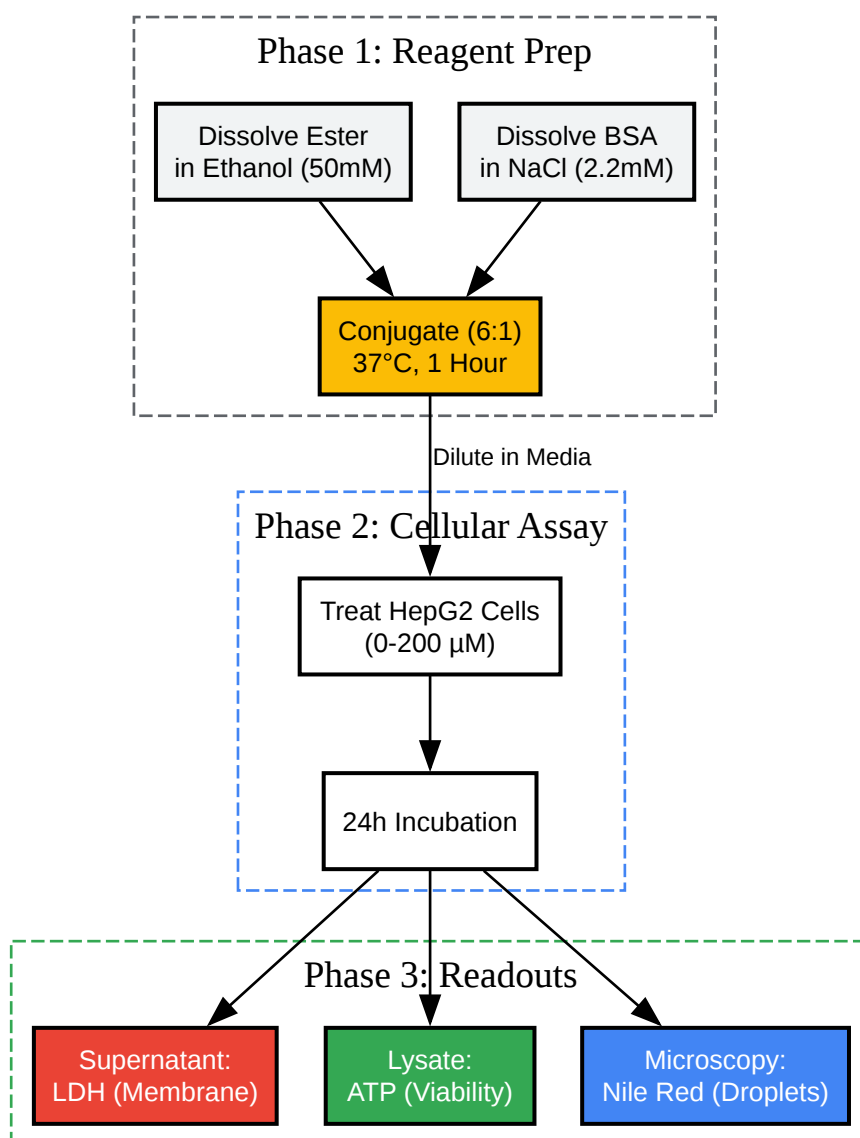 Phase 1: Reagent Prep
Dissolve Ester
in Ethanol (50mM)
Dissolve BSA
in NaCl (2.2mM)
Conjugate (6:1)
37°C, 1 Hour
Dilute in Media
Phase 2: Cellular Assay
Treat HepG2 Cells
(0-200 µM)
24h Incubation
Phase 3: Readouts
Supernatant:
LDH (Membrane)
Lysate:
ATP (Viability)
Microscopy:
Nile Red (Droplets)